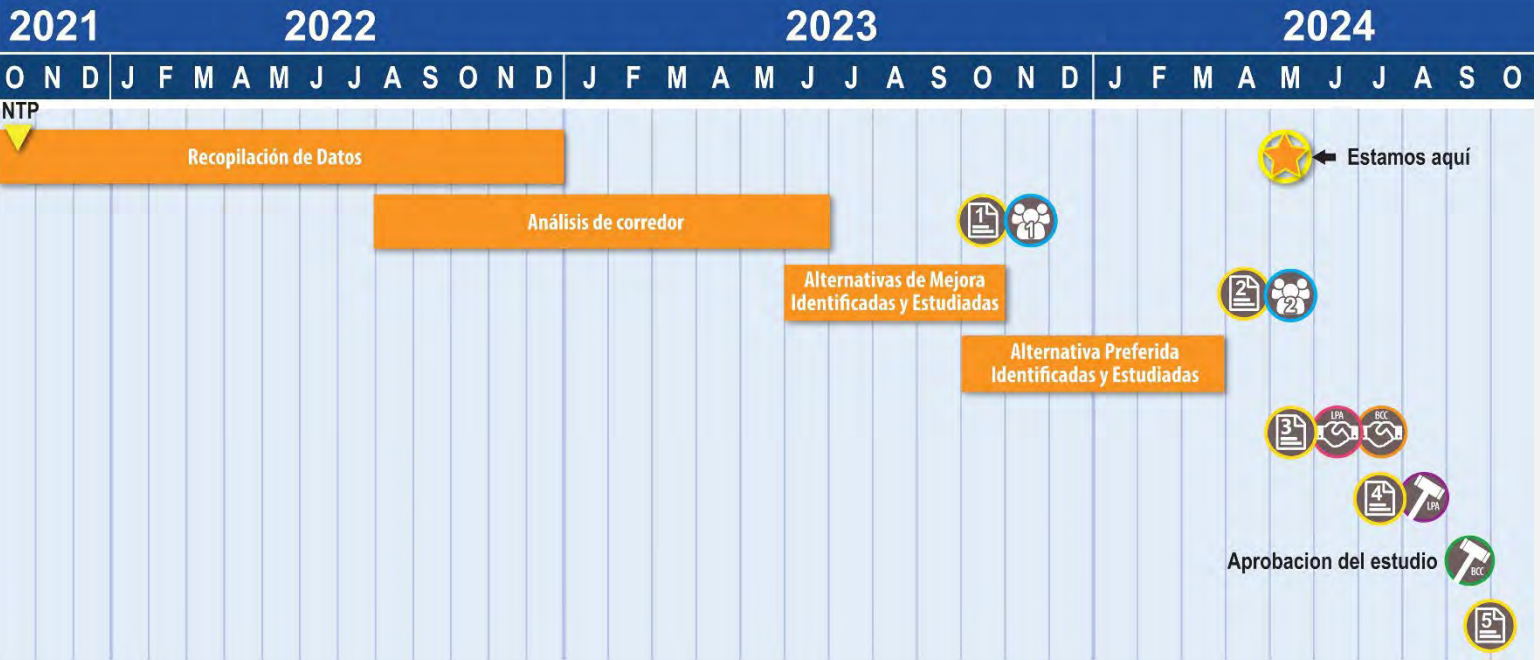 2021 2022 2023 2024
O N D J F M A M J J A S O N D J F M A M J J A S O N D J F M A M J J A S O
NTP
Recopilación de Datos
Estamos aquí
Análisis de corredor
1 1
Alternativas de Mejora
Identificadas y Estudiadas
2 2
Alternativa Preferida
Identificadas y Estudiadas
3 LPA BCC
4 LPA
Aprobacion del estudio BCC
5